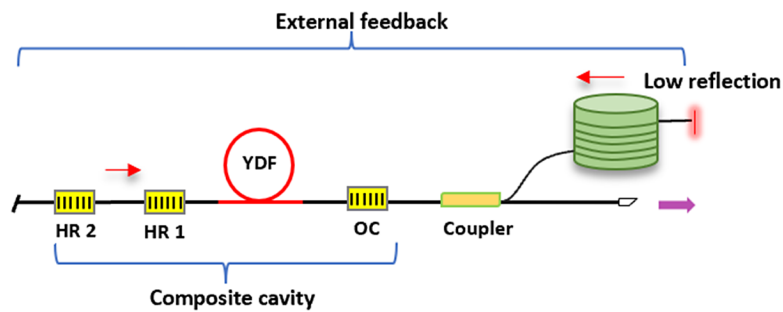 External feedback
Low reflection
YDF
HR 2
HR 1
OC
Coupler
Composite cavity